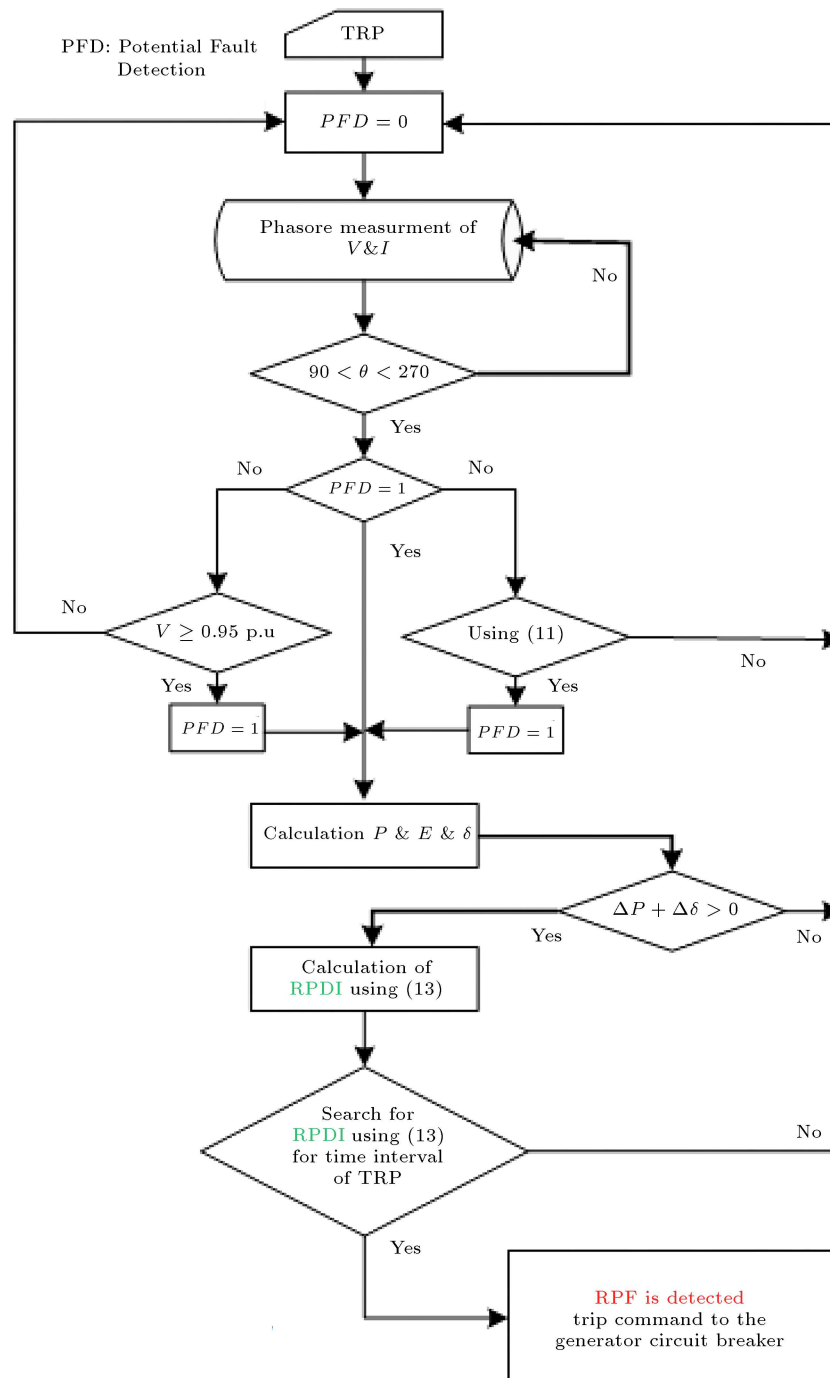 TRP
PFD: Potential Fault
Detection
PFD = 0
Phasore measurment of
V&I
No
90 < θ < 270
Yes
No
No
PFD = 1
Yes
No
V ≥ 0.95 p.u
Using (11)
No
Yes
Yes
PFD = 1
PFD = 1
Calculation P & E & δ
ΔP + Δδ > 0
Yes
No
Calculation of
RPDI using (13)
Search for
RPDI using (13)
for time interval
of TRP
No
Yes
RPF is detected
trip command to the
generator circuit breaker